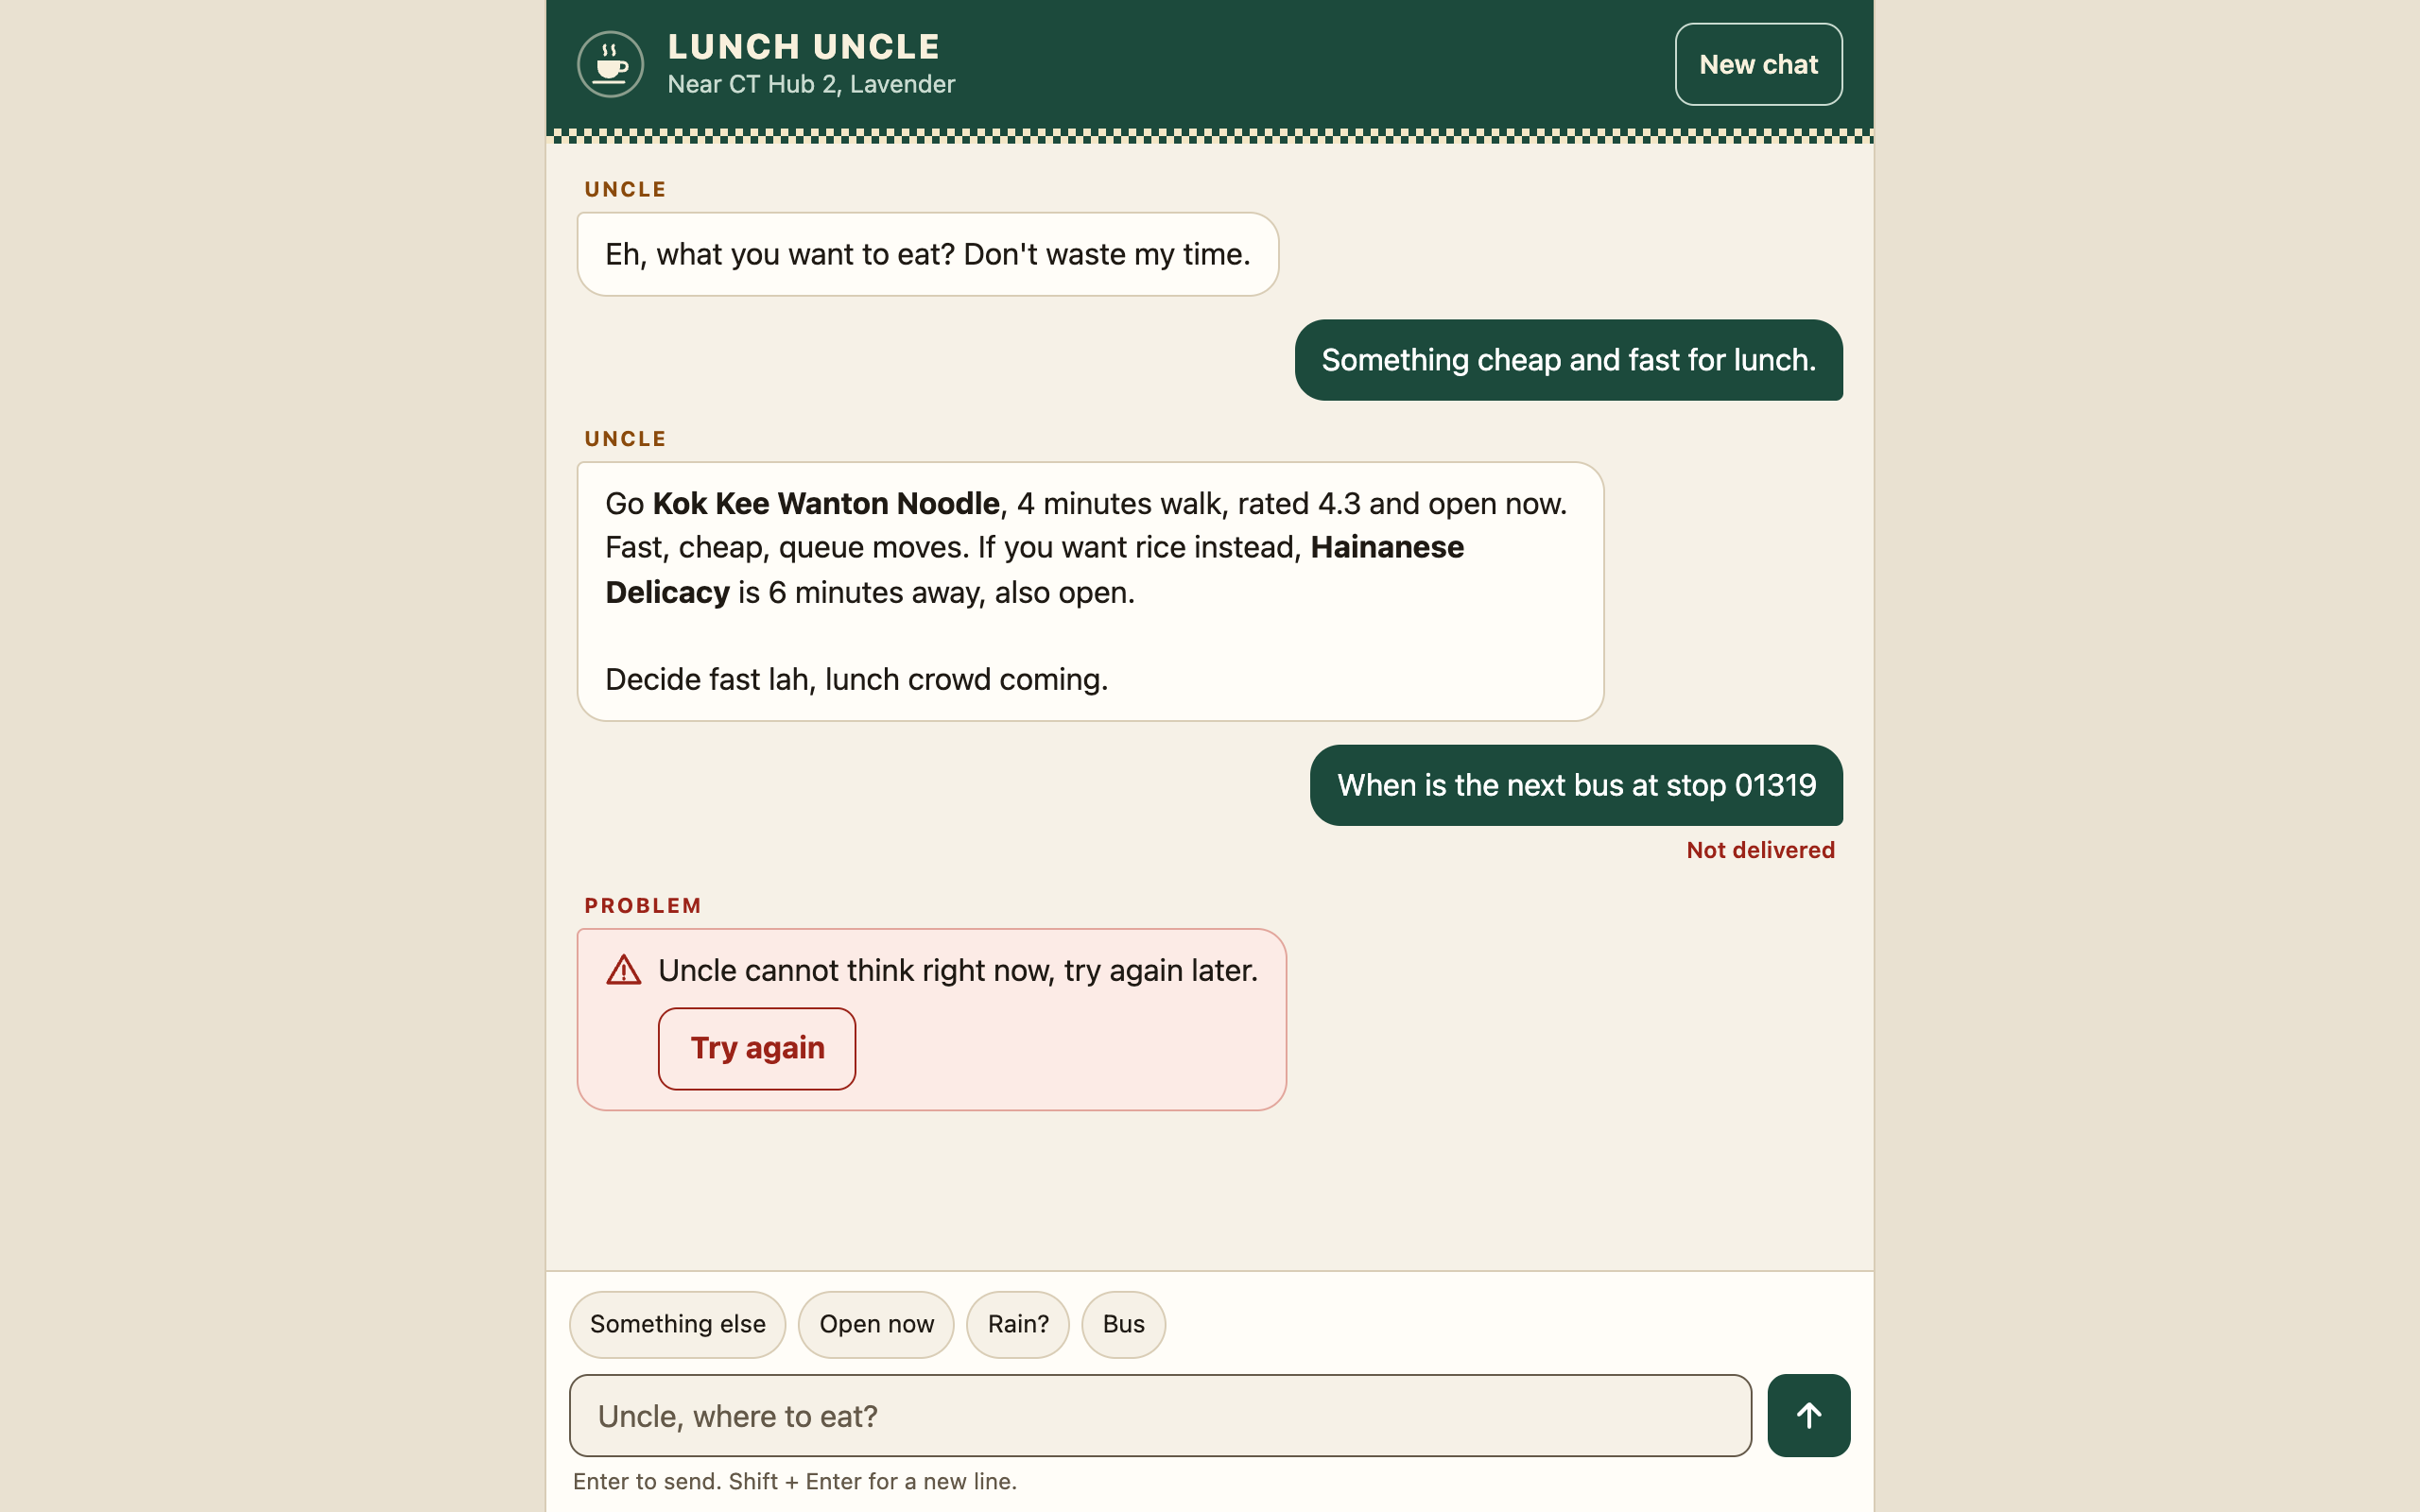 LUNCH UNCLE
Near CT Hub 2, Lavender
New chat
UNCLE
Eh, what you want to eat? Don't waste my time.
Something cheap and fast for lunch.
UNCLE
Go Kok Kee Wanton Noodle, 4 minutes walk, rated 4.3 and open now.
Fast, cheap, queue moves. If you want rice instead, Hainanese
Delicacy is 6 minutes away, also open.
Decide fast lah, lunch crowd coming.
When is the next bus at stop 01319
Not delivered
PROBLEM
Uncle cannot think right now, try again later.
Try again
Something else
Open now
Rain?
Bus
Uncle, where to eat?
Enter to send. Shift + Enter for a new line.